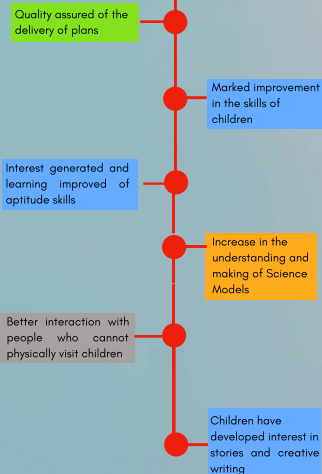 Quality assured of the
delivery of plans
Marked improvement
in the skills of
children
Interest generated and
learning improved of
aptitude skills
Increase in the
understanding and
making of Science
Models
Better interaction with
people who cannot
physically visit children
Children have
developed interest in
stories and creative
writing